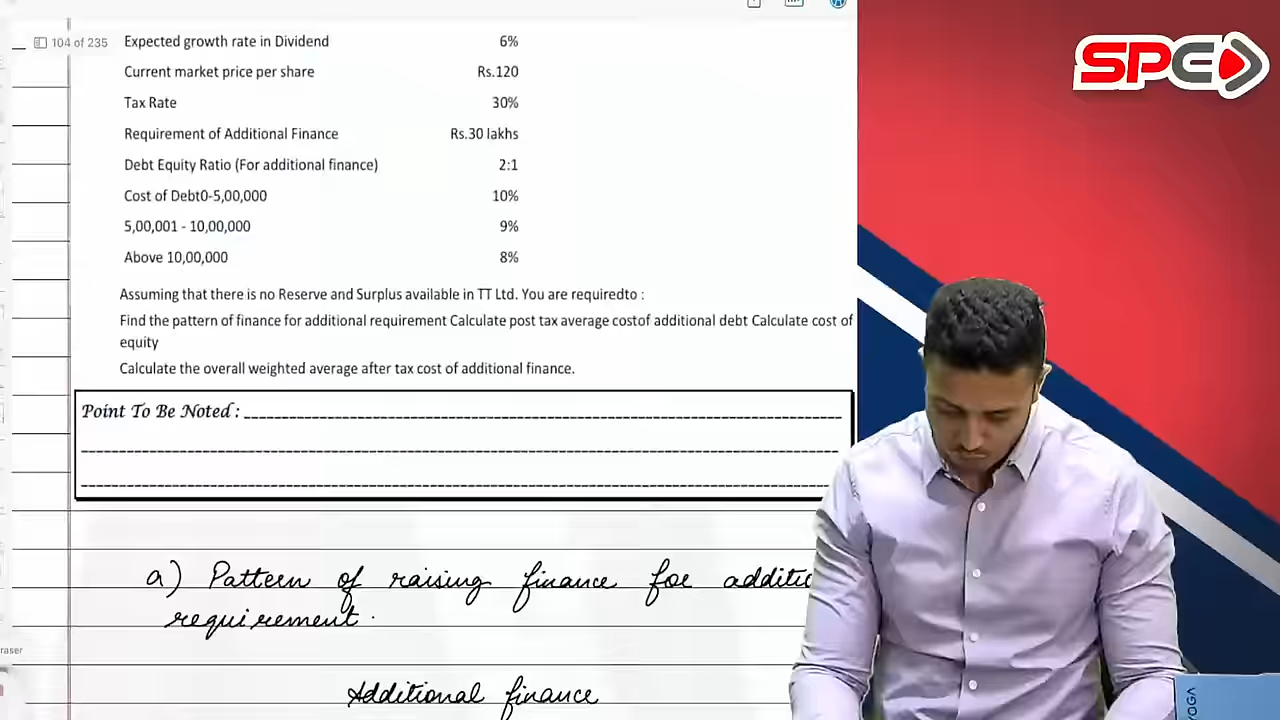 SPC
104 of 235
Expected growth rate in Dividend 6%
Current market price per share Rs.120
Tax Rate 30%
Requirement of Additional Finance Rs.30 lakhs
Debt Equity Ratio (For additional finance) 2:1
Cost of Debt0-5,00,000 10%
5,00,001 - 10,00,000 9%
Above 10,00,000 8%
Assuming that there is no Reserve and Surplus available in TT Ltd. You are requiredto :
Find the pattern of finance for additional requirement Calculate post tax average costof additional debt Calculate cost of
equity
Calculate the overall weighted average after tax cost of additional finance.
Point To Be Noted :
a) Pattern of raising finance for additi
requirement.
raser
Additional finance
YOGA